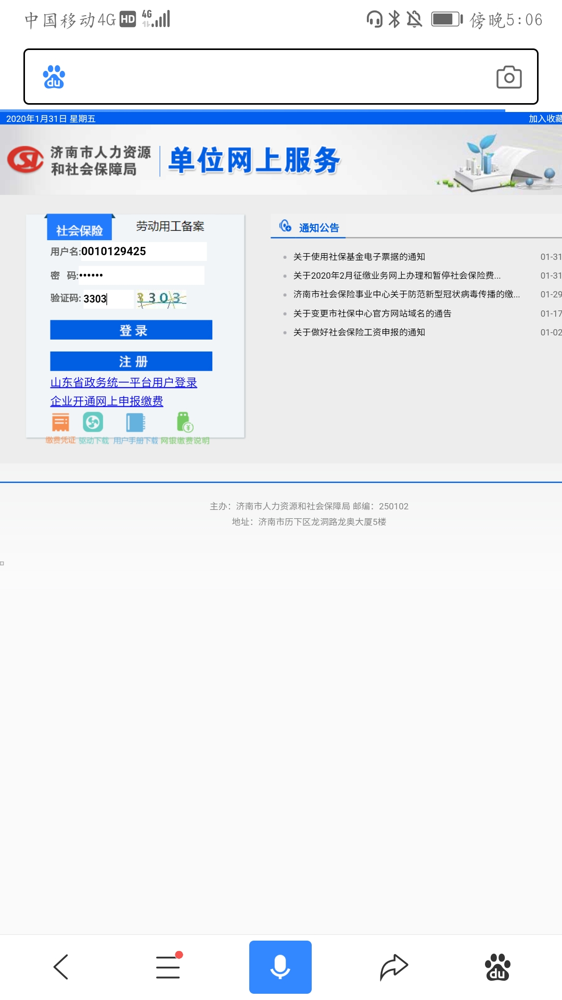 中国移动4G HD 4G 傍晚5:06
du
2020年1月31日 星期五 加入收藏
济南市人力资源
和社会保障局
单位网上服务
社会保险 劳动用工备案
用户名:0010129425
密 码:••••••
验证码: 3303 3303
登 录
注 册
山东省政务统一平台用户登录
企业开通网上申报缴费
缴费凭证 驱动下载 用户手册下载 网银缴费说明
通知公告
关于使用社保基金电子票据的通知 01-31
关于2020年2月征缴业务网上办理和暂停社会保险费... 01-31
济南市社会保险事业中心关于防范新型冠状病毒传播的缴... 01-29
关于变更市社保中心官方网站域名的通告 01-17
关于做好社会保险工资申报的通知 01-02
主办：济南市人力资源和社会保障局 邮编：250102
地址：济南市历下区龙洞路龙奥大厦5楼
du